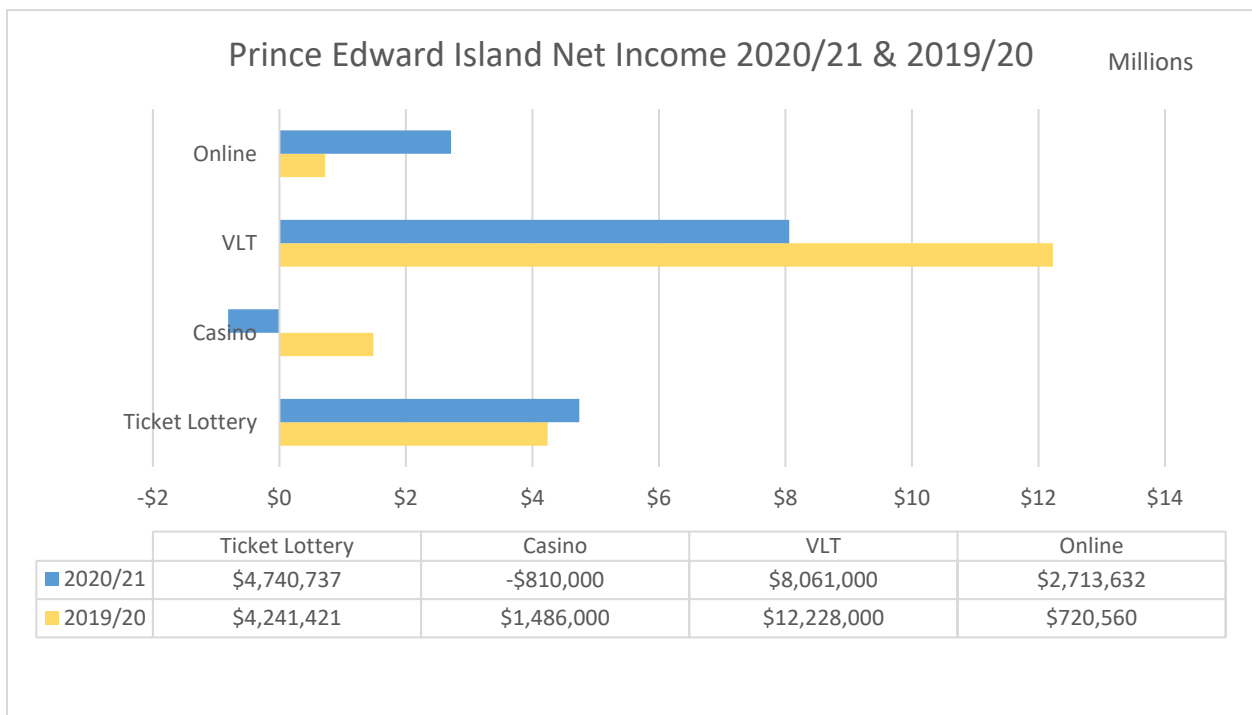 Prince Edward Island Net Income 2020/21 & 2019/20
Millions
Online
VLT
Casino
Ticket Lottery
-$2 $0 $2 $4 $6 $8 $10 $12 $14
Ticket Lottery Casino VLT Online
2020/21 $4,740,737 -$810,000 $8,061,000 $2,713,632
2019/20 $4,241,421 $1,486,000 $12,228,000 $720,560